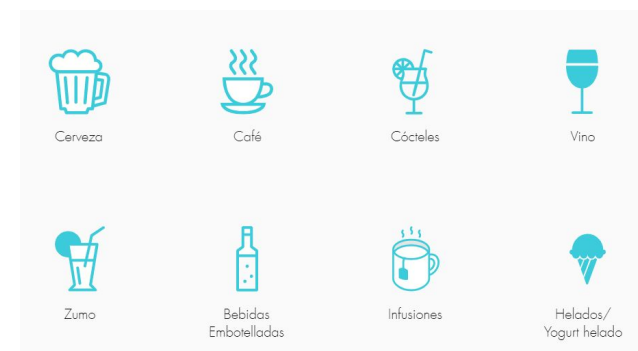 Cerveza
Café
Cócteles
Vino
Zumo
Bebidas
Embotelladas
Infusiones
Helados/
Yogurt helado